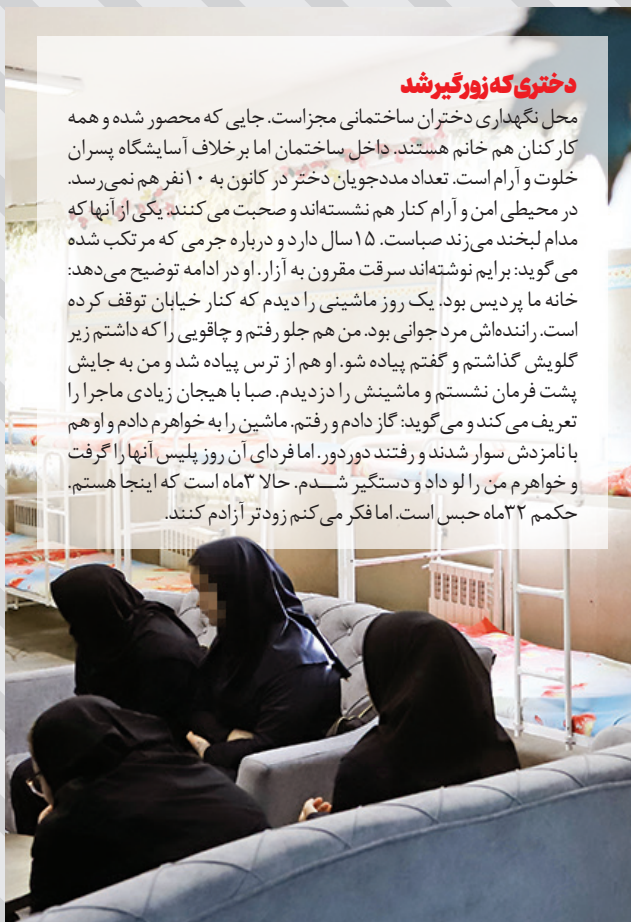 دختری که زورگیر شد
محل نگهداری دختران ساختمانی مجزاست. جایی که محصور شده و همه
کارکنان هم خانم هستند. داخل ساختمان اما برخلاف آسایشگاه پسران
خلوت و آرام است. تعداد مددجویان دختر در کانون به ۱۰نفر هم نمی‌رسد.
در محیطی امن و آرام کنار هم نشسته‌اند و صحبت می‌کنند. یکی از آنها که
مدام لبخند می‌زند صباست. ۱۵سال دارد و درباره جرمی که مرتکب شده
می‌گوید: برایم نوشته‌اند سرقت مقرون به آزار. او در ادامه توضیح می‌دهد:
خانه ما پردیس بود. یک روز ماشینی را دیدم که کنار خیابان توقف کرده
است. راننده‌اش مرد جوانی بود. من هم جلو رفتم و چاقویی را که داشتم زیر
گلویش گذاشتم و گفتم پیاده شو. او هم از ترس پیاده شد و من به جایش
پشت فرمان نشستم و ماشینش را دزدیدم. صبا با هیجان زیادی ماجرا را
تعریف می‌کند و می‌گوید: گاز دادم و رفتم. ماشین را به خواهرم دادم و او هم
با نامزدش سوار شدند و رفتند دوردور. اما فردای آن روز پلیس آنها را گرفت
و خواهرم من را لو داد و دستگیر شدم. حالا ۳ماه است که اینجا هستم.
حکمم ۳۲ماه حبس است. اما فکر می‌کنم زودتر آزادم کنند.